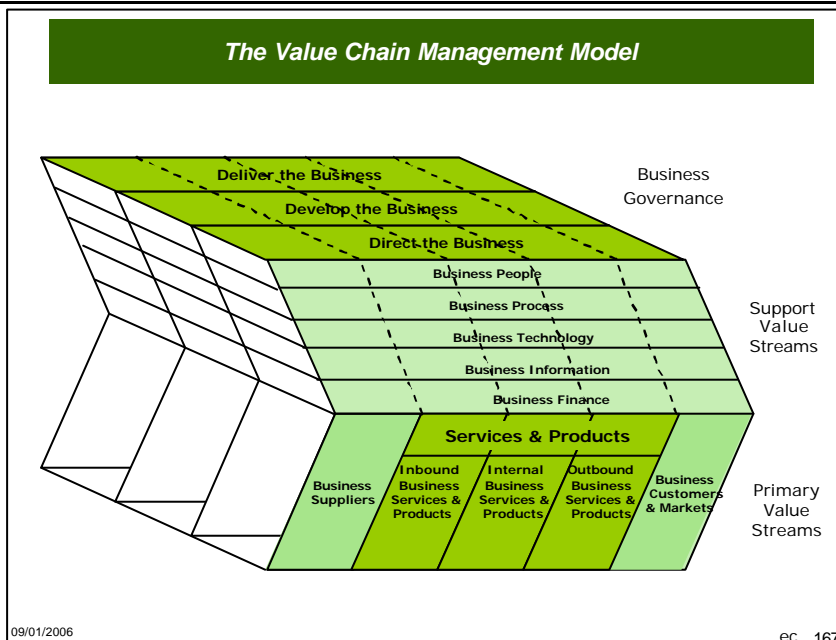 The Value Chain Management Model
Deliver the Business
Develop the Business
Direct the Business
Business
Governance
Business People
Business Process
Business Technology
Business Information
Business Finance
Support
Value
Streams
Services & Products
Business
Suppliers
Inbound
Business
Services &
Products
Internal
Business
Services &
Products
Outbound
Business
Services &
Products
Business
Customers
& Markets
Primary
Value
Streams
09/01/2006
ec 167